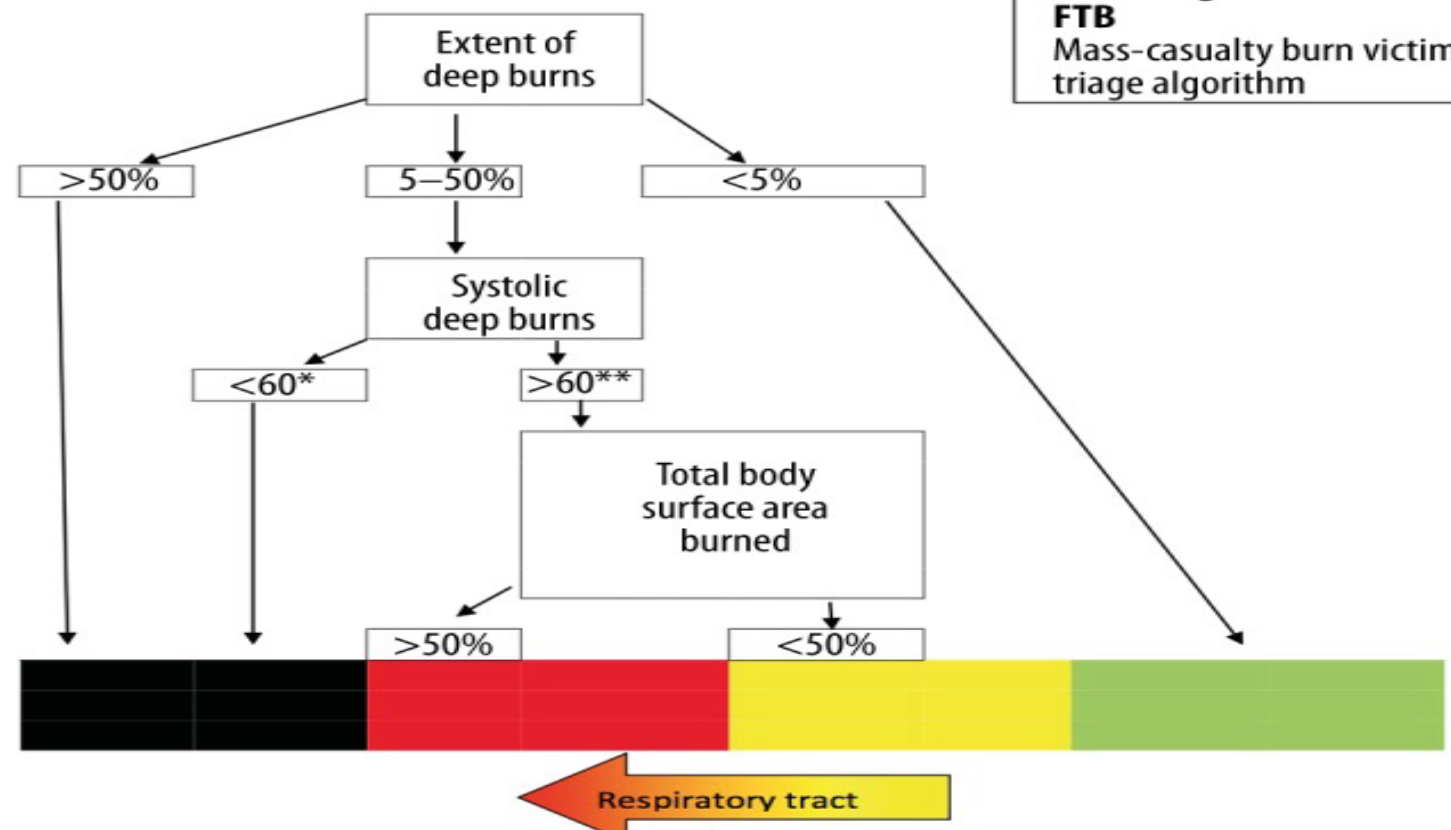 FTB
Mass-casualty burn victim
triage algorithm
Extent of
deep burns
>50%
5–50%
<5%
Systolic
deep burns
<60*
>60**
Total body
surface area
burned
>50%
<50%
Respiratory tract